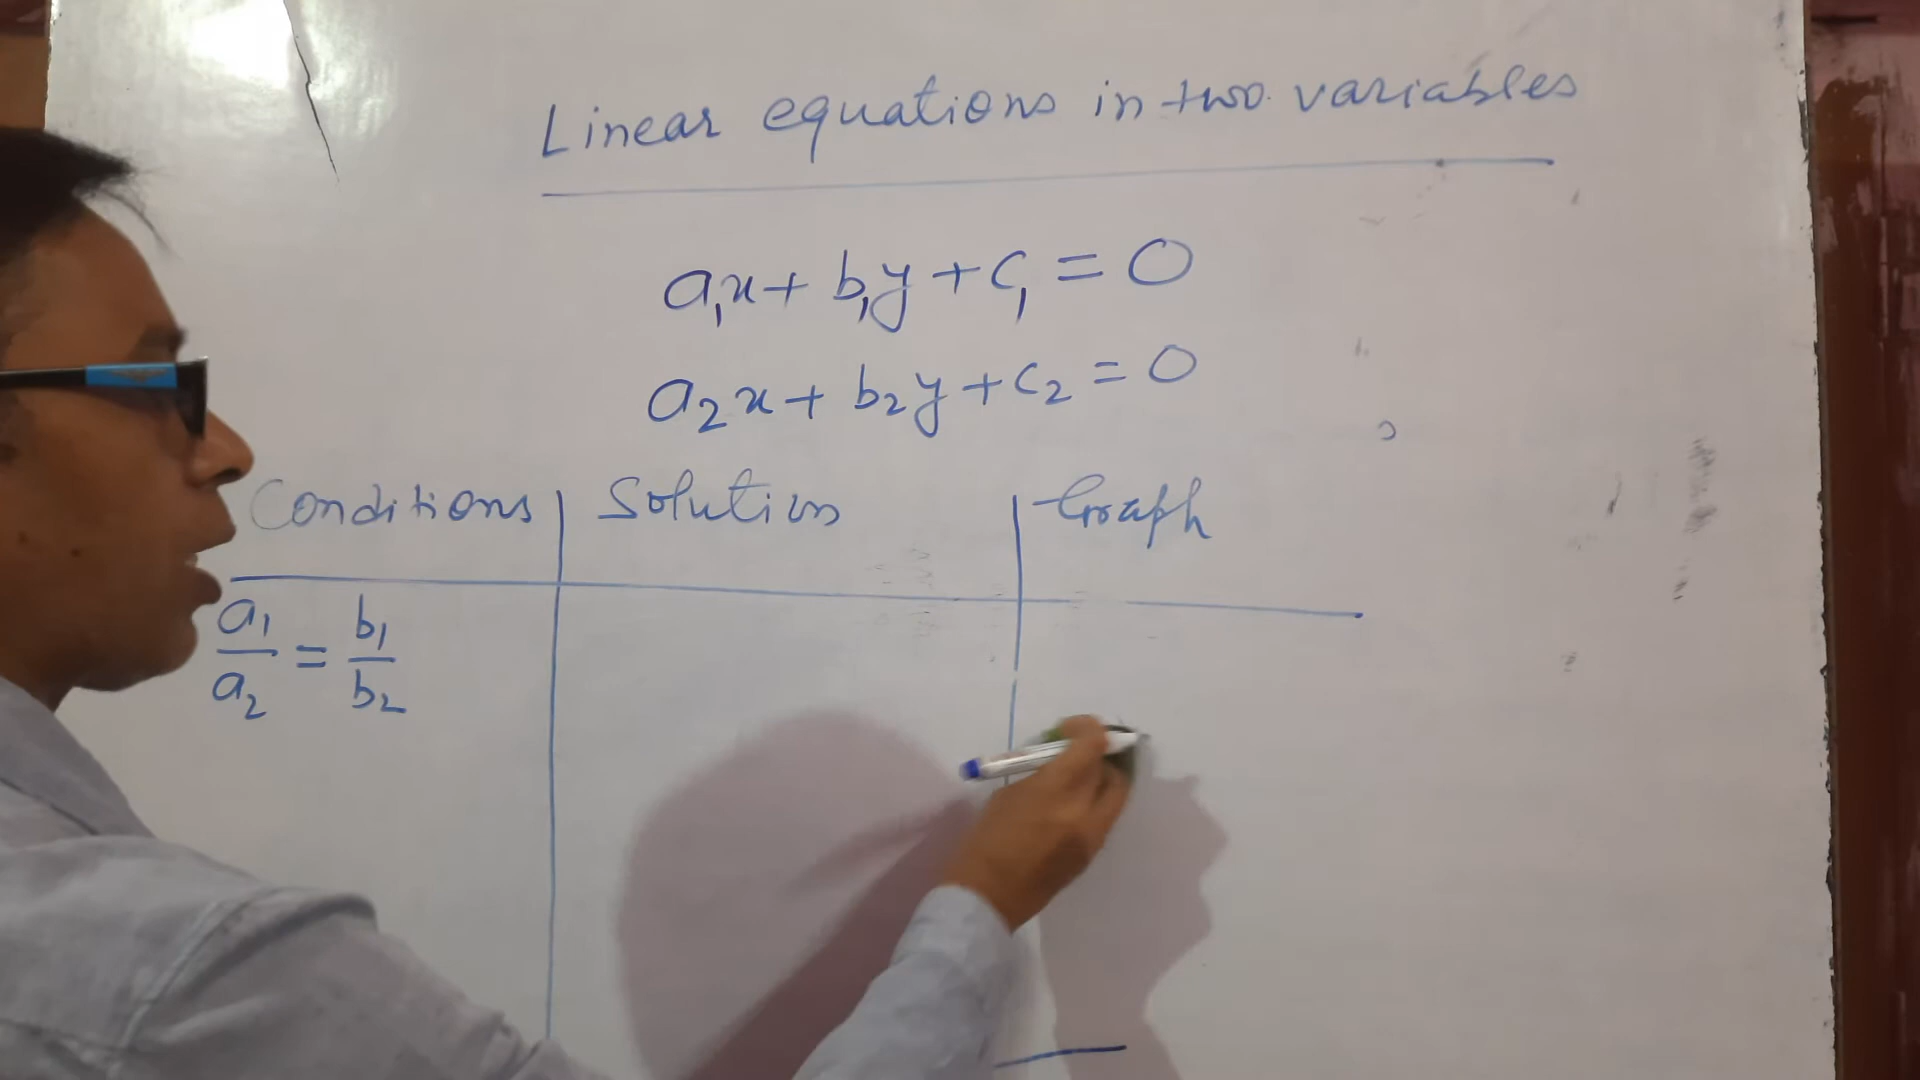 Linear equations in two variables
a₁x + b₁y + c₁ = 0
a₂x + b₂y + c₂ = 0
Conditions | Solution | Graph
a₁/a₂ = b₁/b₂